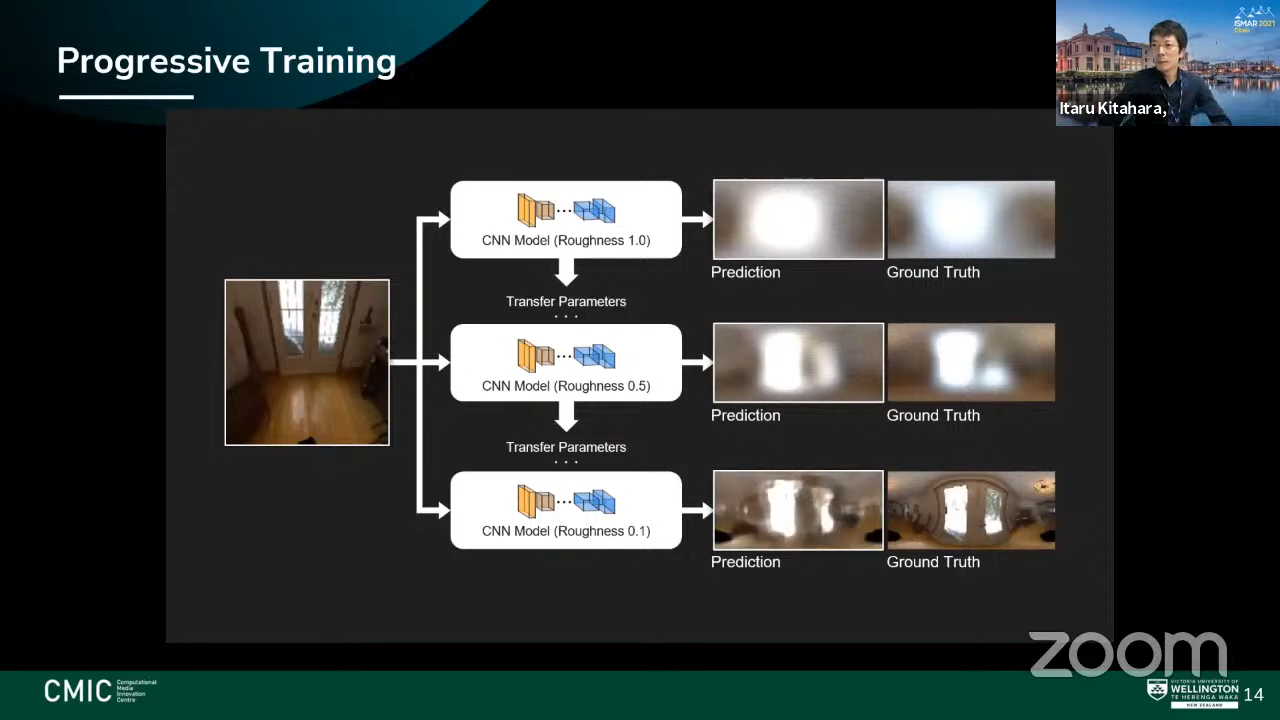 Progressive Training
ISMAR 2021
Chair
Itaru Kitahara,
CNN Model (Roughness 1.0)
Prediction
Ground Truth
Transfer Parameters
. . .
CNN Model (Roughness 0.5)
Prediction
Ground Truth
Transfer Parameters
. . .
CNN Model (Roughness 0.1)
Prediction
Ground Truth
zoom
CMIC
Computational
Media
Innovation
Centre
VICTORIA UNIVERSITY OF
WELLINGTON
TE HERENGA WAKA
NEW ZEALAND
14